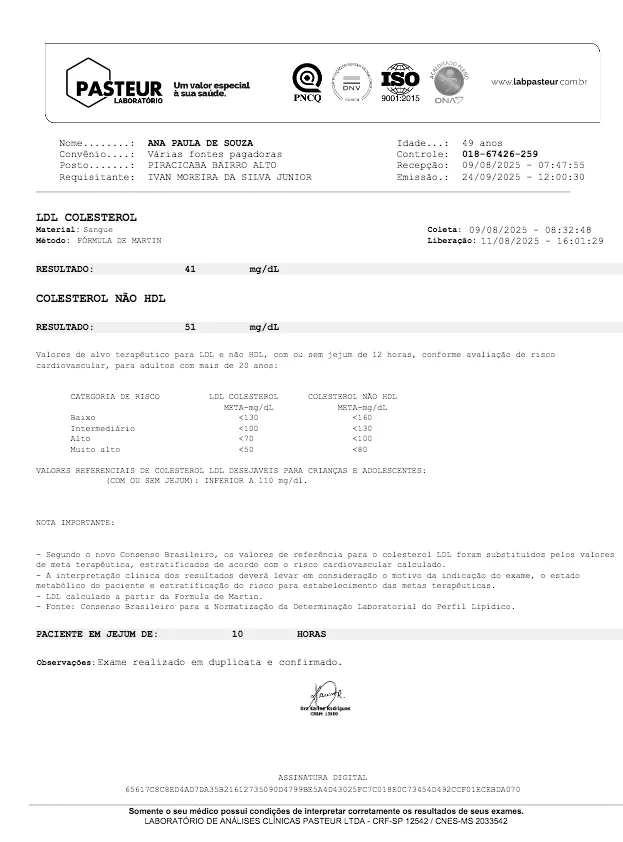 PASTEUR
LABORATÓRIO
Um valor especial
à sua saúde.
PNCQ
DNV
ISO
9001:2015
ACREDITADO PLENO
ONA
www.labpasteur.com.br
Nome........: ANA PAULA DE SOUZA Idade...: 49 anos
Convênio....: Várias fontes pagadoras Controle: 018-67426-259
Posto.......: PIRACICABA BAIRRO ALTO Recepção: 09/08/2025 - 07:47:55
Requisitante: IVAN MOREIRA DA SILVA JUNIOR Emissão.: 24/09/2025 - 12:00:30
LDL COLESTEROL
Material: Sangue Coleta: 09/08/2025 - 08:32:48
Método: FÓRMULA DE MARTIN Liberação: 11/08/2025 - 16:01:29
RESULTADO: 41 mg/dL
COLESTEROL NÃO HDL
RESULTADO: 51 mg/dL
Valores de alvo terapêutico para LDL e não HDL, com ou sem jejum de 12 horas, conforme avaliação de risco
cardiovascular, para adultos com mais de 20 anos:
CATEGORIA DE RISCO LDL COLESTEROL COLESTEROL NÃO HDL
META-mg/dL META-mg/dL
Baixo <130 <160
Intermediário <100 <130
Alto <70 <100
Muito alto <50 <80
VALORES REFERENCIAIS DE COLESTEROL LDL DESEJAVEIS PARA CRIANÇAS E ADOLESCENTES:
(COM OU SEM JEJUM): INFERIOR A 110 mg/dl.
NOTA IMPORTANTE:
- Segundo o novo Consenso Brasileiro, os valores de referência para o colesterol LDL foram substituídos pelos valores
de meta terapêutica, estratificados de acordo com o risco cardiovascular calculado.
- A interpretação clinica dos resultados deverá levar em consideração o motivo da indicação do exame, o estado
metabólico do paciente e estratificação do risco para estabelecimento das metas terapêuticas.
- LDL calculado a partir da Formula de Martin.
- Fonte: Consenso Brasileiro para a Normatização da Determinação Laboratorial do Perfil Lipídico.
PACIENTE EM JEJUM DE: 10 HORAS
Observações: Exame realizado em duplicata e confirmado.
Rodrigues
ASSINATURA DIGITAL
65617C8C8ED4AD7DA35B21612735090D4799BE5A4D43025FC7C018E0C73454D492CCF01ECEBDA070
Somente o seu médico possui condições de interpretar corretamente os resultados de seus exames.
LABORATÓRIO DE ANÁLISES CLÍNICAS PASTEUR LTDA - CRF-SP 12542 / CNES-MS 2033542